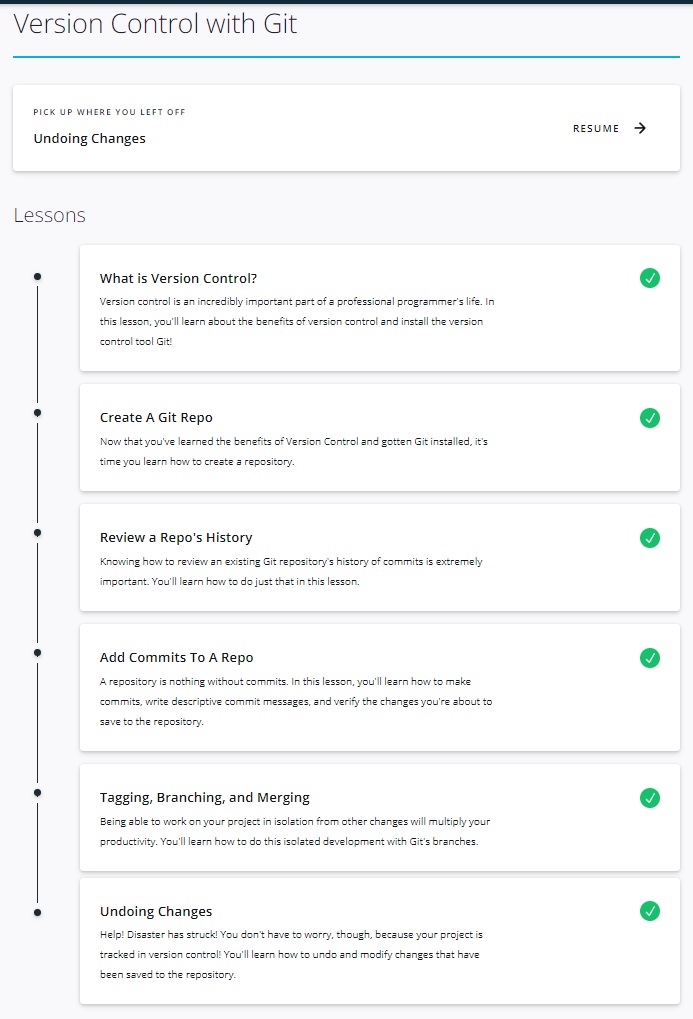 Version Control with Git
PICK UP WHERE YOU LEFT OFF
Undoing Changes
RESUME
Lessons
What is Version Control?
Version control is an incredibly important part of a professional programmer's life. In
this lesson, you'll learn about the benefits of version control and install the version
control tool Git!
Create A Git Repo
Now that you've learned the benefits of Version Control and gotten Git installed, it's
time you learn how to create a repository.
Review a Repo's History
Knowing how to review an existing Git repository's history of commits is extremely
important. You'll learn how to do just that in this lesson.
Add Commits To A Repo
A repository is nothing without commits. In this lesson, you'll learn how to make
commits, write descriptive commit messages, and verify the changes you're about to
save to the repository.
Tagging, Branching, and Merging
Being able to work on your project in isolation from other changes will multiply your
productivity. You'll learn how to do this isolated development with Git's branches.
Undoing Changes
Help! Disaster has struck! You don't have to worry, though, because your project is
tracked in version control! You'll learn how to undo and modify changes that have
been saved to the repository.